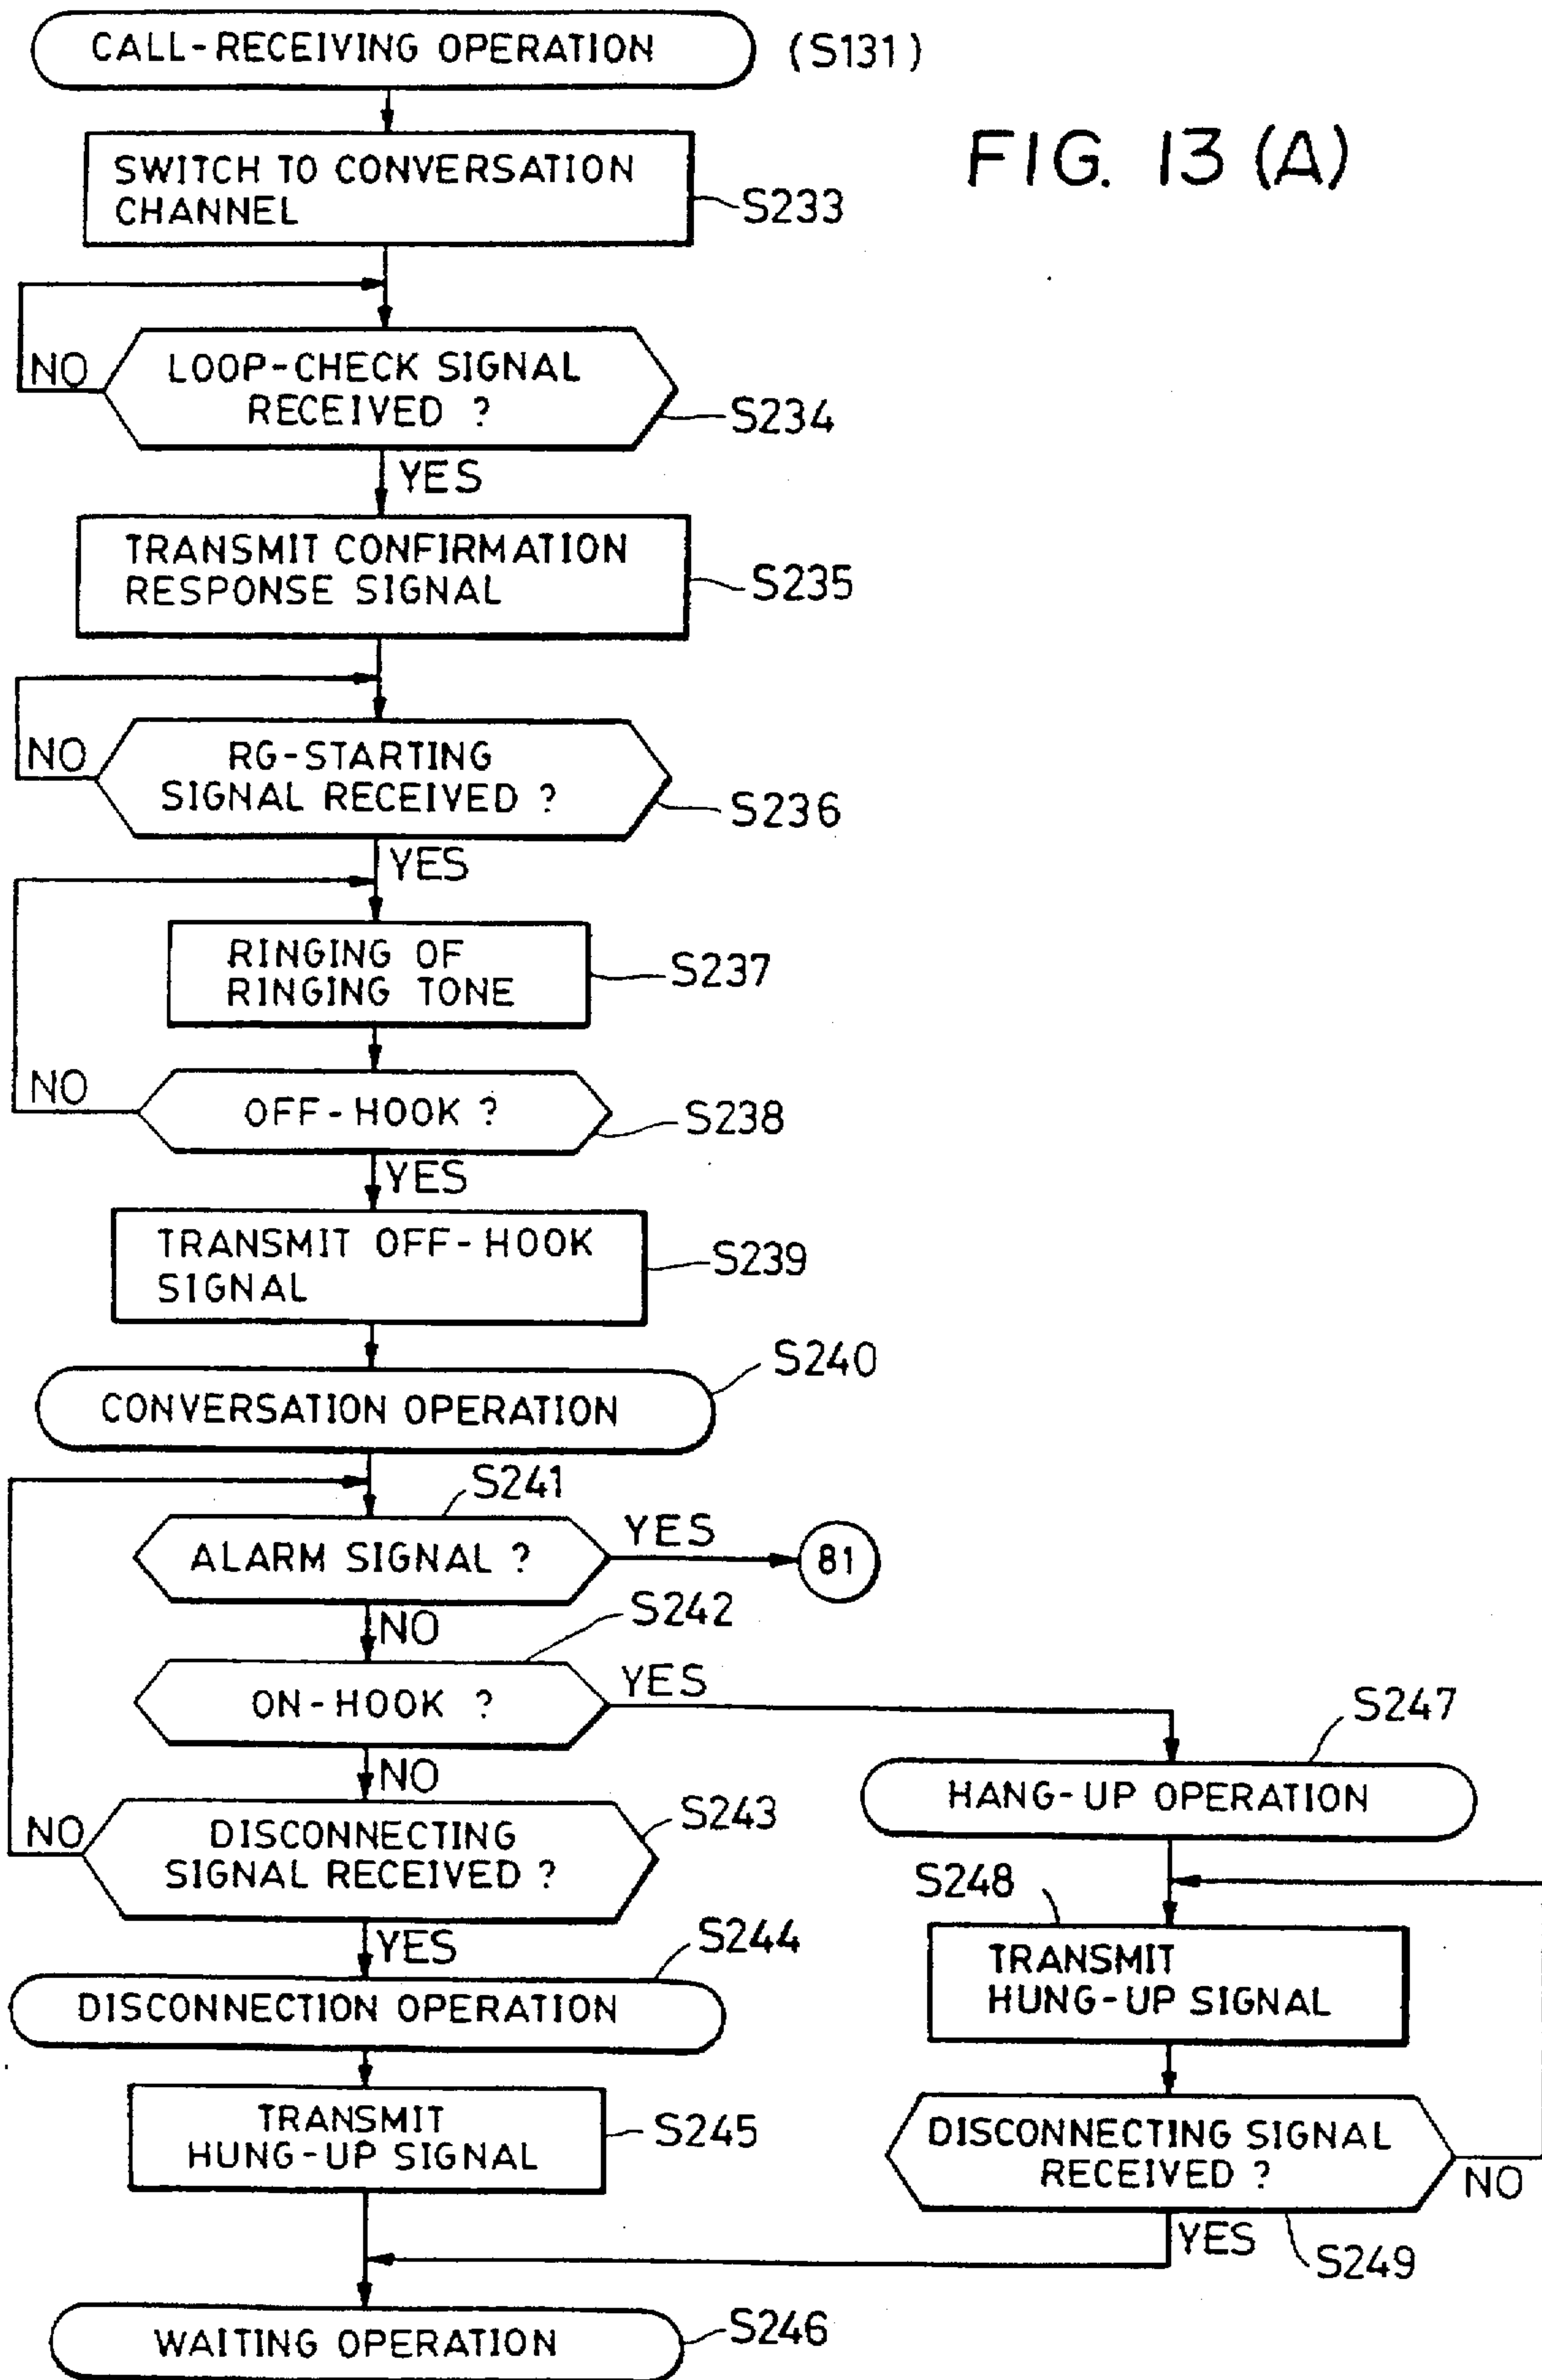 CALL-RECEIVING OPERATION (S131)
FIG. 13 (A)
SWITCH TO CONVERSATION
CHANNEL
S233
NO
LOOP-CHECK SIGNAL
RECEIVED ?
S234
YES
TRANSMIT CONFIRMATION
RESPONSE SIGNAL
S235
NO
RG-STARTING
SIGNAL RECEIVED ?
S236
YES
RINGING OF
RINGING TONE
S237
NO
OFF-HOOK ?
S238
YES
TRANSMIT OFF-HOOK
SIGNAL
S239
S240
CONVERSATION OPERATION
S241
ALARM SIGNAL ?
YES
81
NO
S242
ON-HOOK ?
YES
NO
S247
HANG-UP OPERATION
NO
DISCONNECTING
SIGNAL RECEIVED ?
S243
YES
S244
DISCONNECTION OPERATION
S248
TRANSMIT
HUNG-UP SIGNAL
TRANSMIT
HUNG-UP SIGNAL
S245
DISCONNECTING SIGNAL
RECEIVED ?
NO
YES
S249
WAITING OPERATION
S246